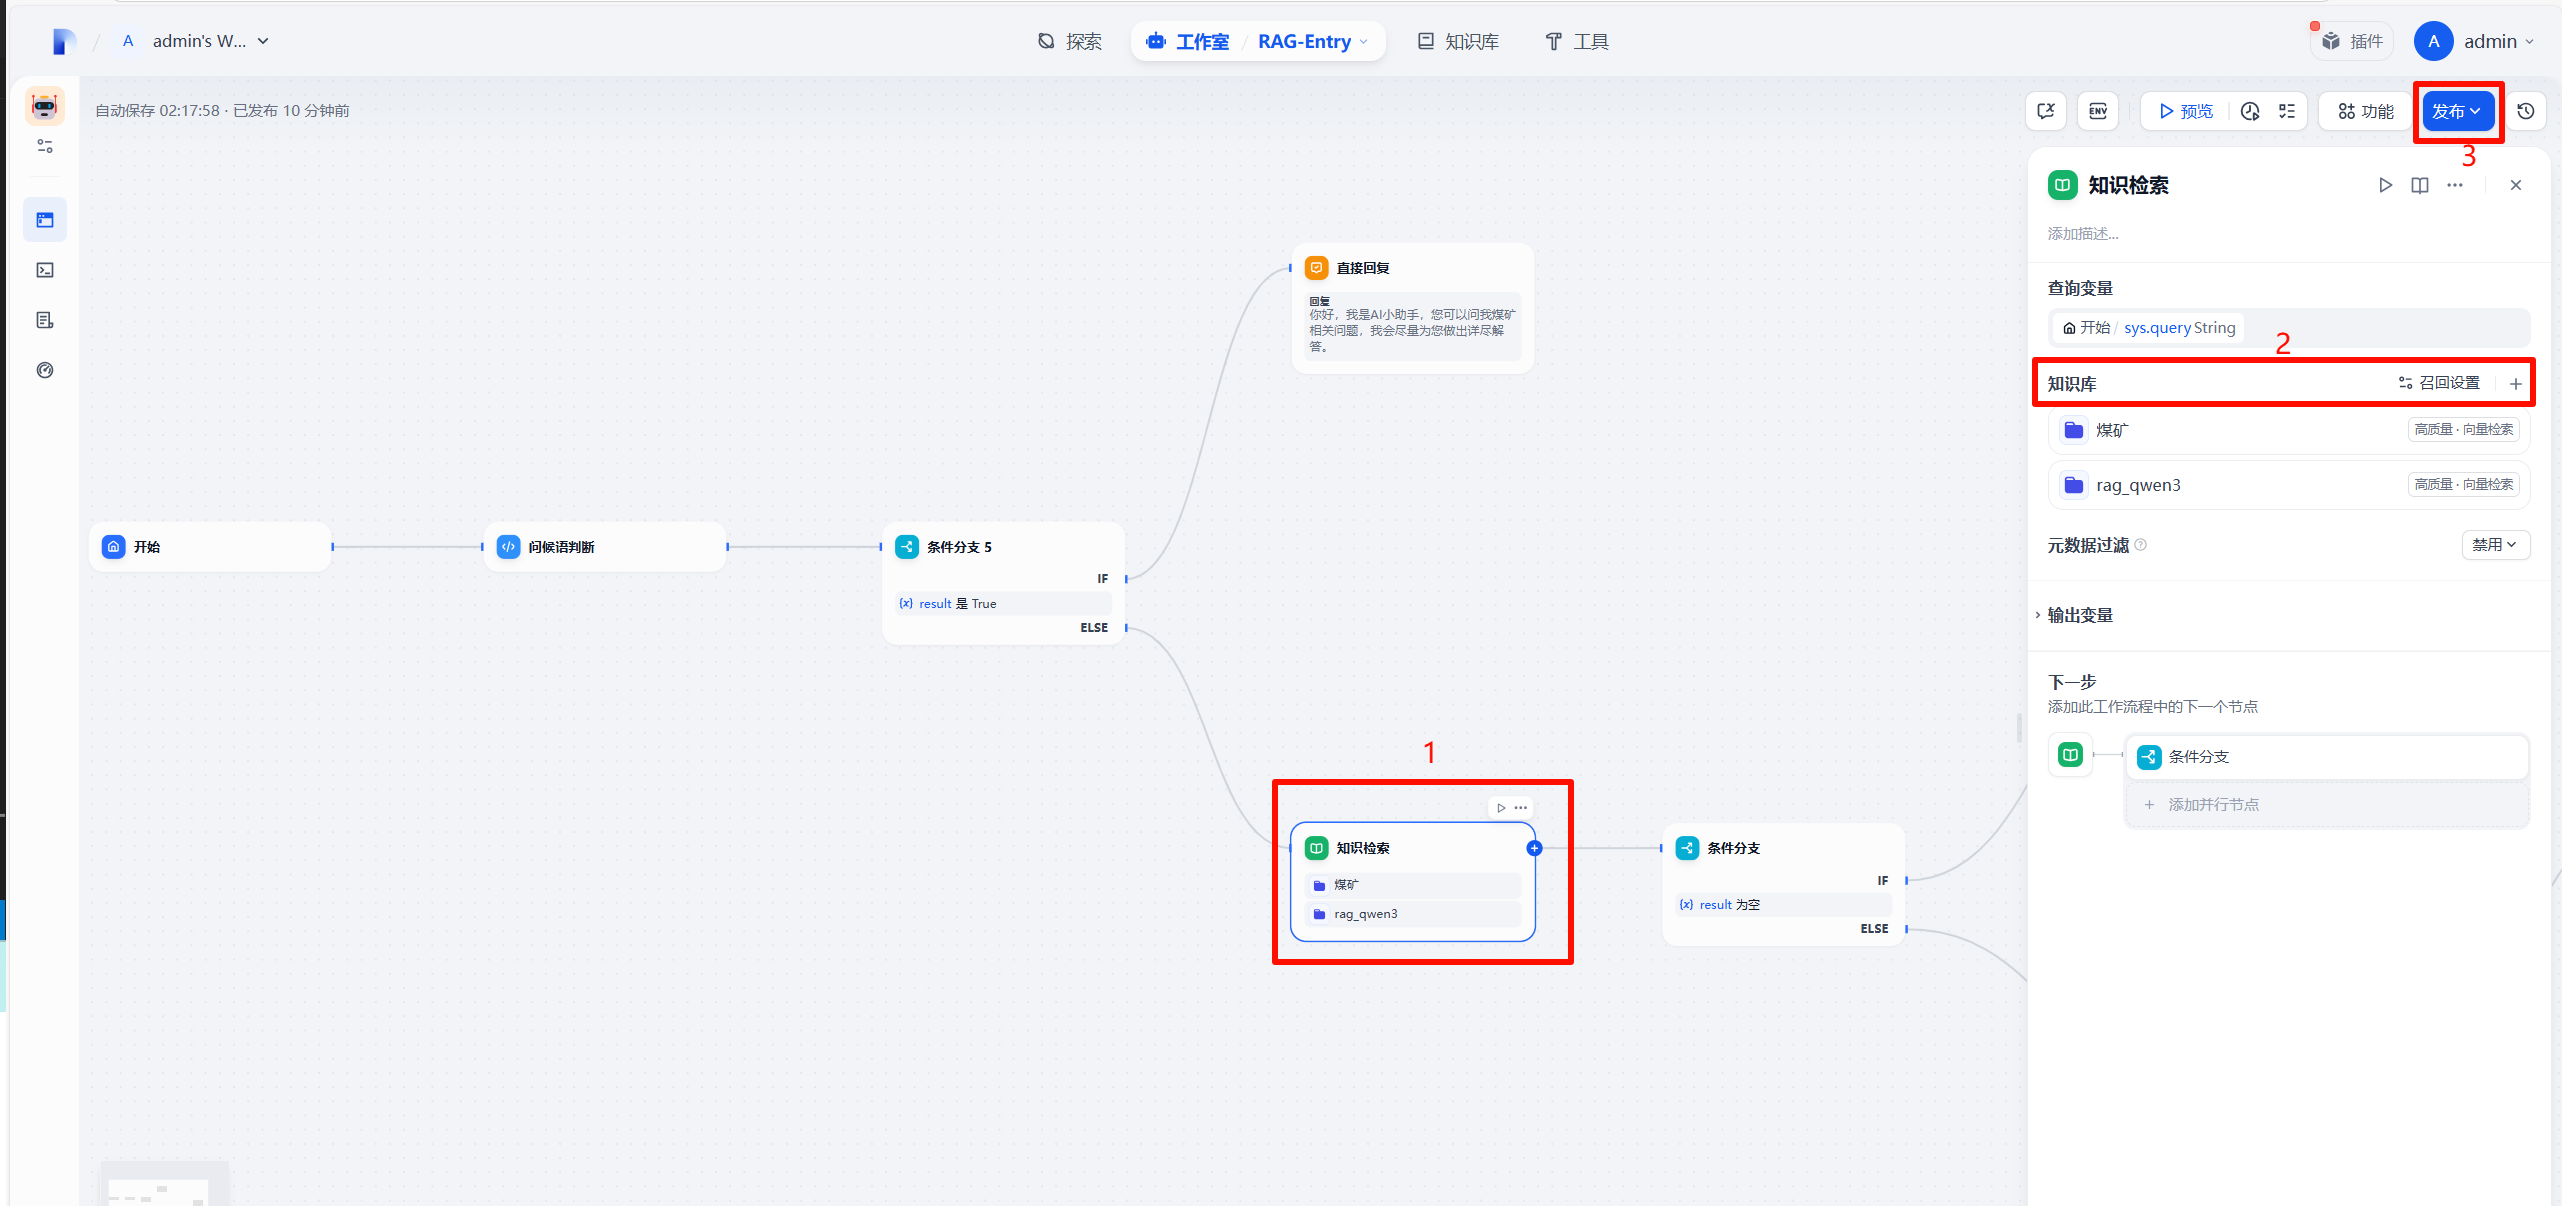 A admin's W...
探索
工作室 / RAG-Entry
知识库
工具
插件
A admin
自动保存 02:17:58 · 已发布 10 分钟前
ENV
预览
功能
发布
3
知识检索
添加描述...
查询变量
开始 / sys.query String
2
知识库
召回设置
煤矿
高质量 · 向量检索
rag_qwen3
高质量 · 向量检索
元数据过滤
禁用
输出变量
下一步
添加此工作流程中的下一个节点
条件分支
添加并行节点
直接回复
回复
你好，我是AI小助手，您可以问我煤矿
相关问题，我会尽量为您做出详尽解
答。
开始
问候语判断
条件分支 5
IF
{x} result 是 True
ELSE
1
知识检索
煤矿
rag_qwen3
条件分支
IF
{x} result 为空
ELSE